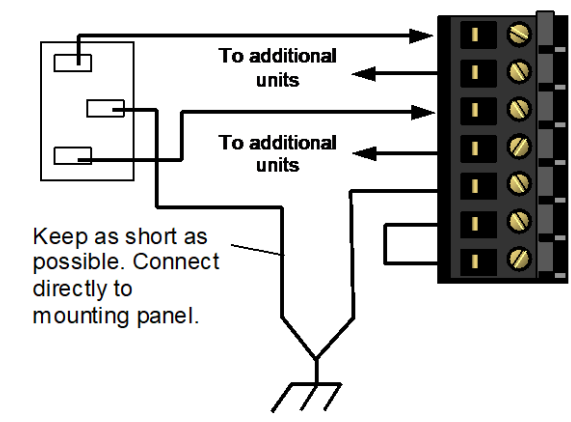 To additional
units
To additional
units
Keep as short as
possible. Connect
directly to
mounting panel.